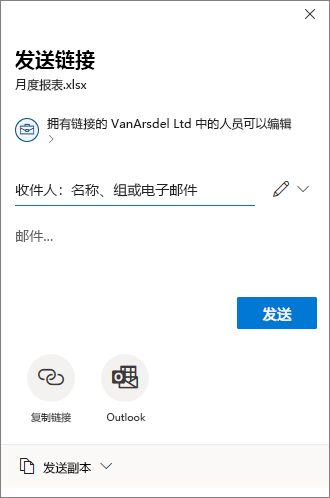 发送链接
月度报表.xlsx
拥有链接的 VanArsdel Ltd 中的人员可以编辑
收件人：名称、组或电子邮件
邮件...
发送
复制链接
Outlook
发送副本